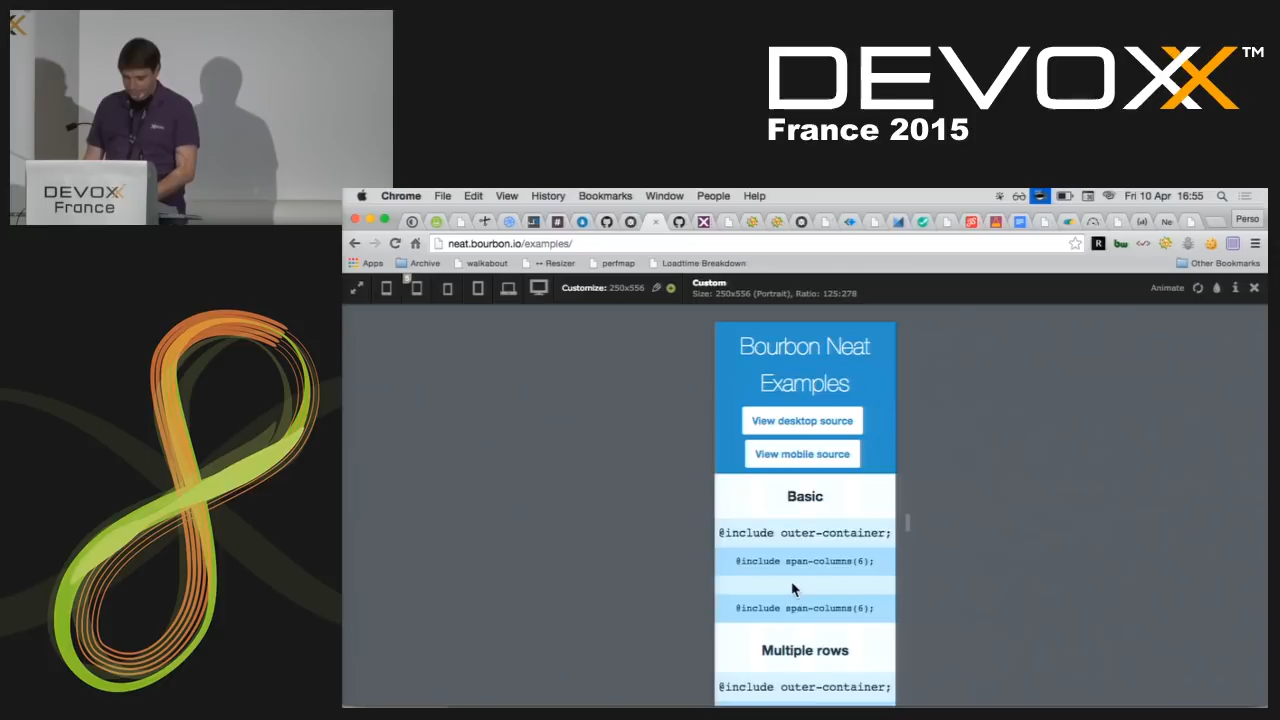 DEVOXX™
France 2015
DEVOXX
France
Chrome File Edit View History Bookmarks Window People Help
Fri 10 Apr 16:55
Ne
Perso
neat.bourbon.io/examples/
Apps Archive walkabout ↔ Resizer perfmap Loadtime Breakdown Other Bookmarks
5
Customize: 250x556
Custom
Size: 250x556 (Portrait), Ratio: 125:278
Animate
Bourbon Neat
Examples
View desktop source
View mobile source
Basic
@include outer-container;
@include span-columns(6);
@include span-columns(6);
Multiple rows
@include outer-container;